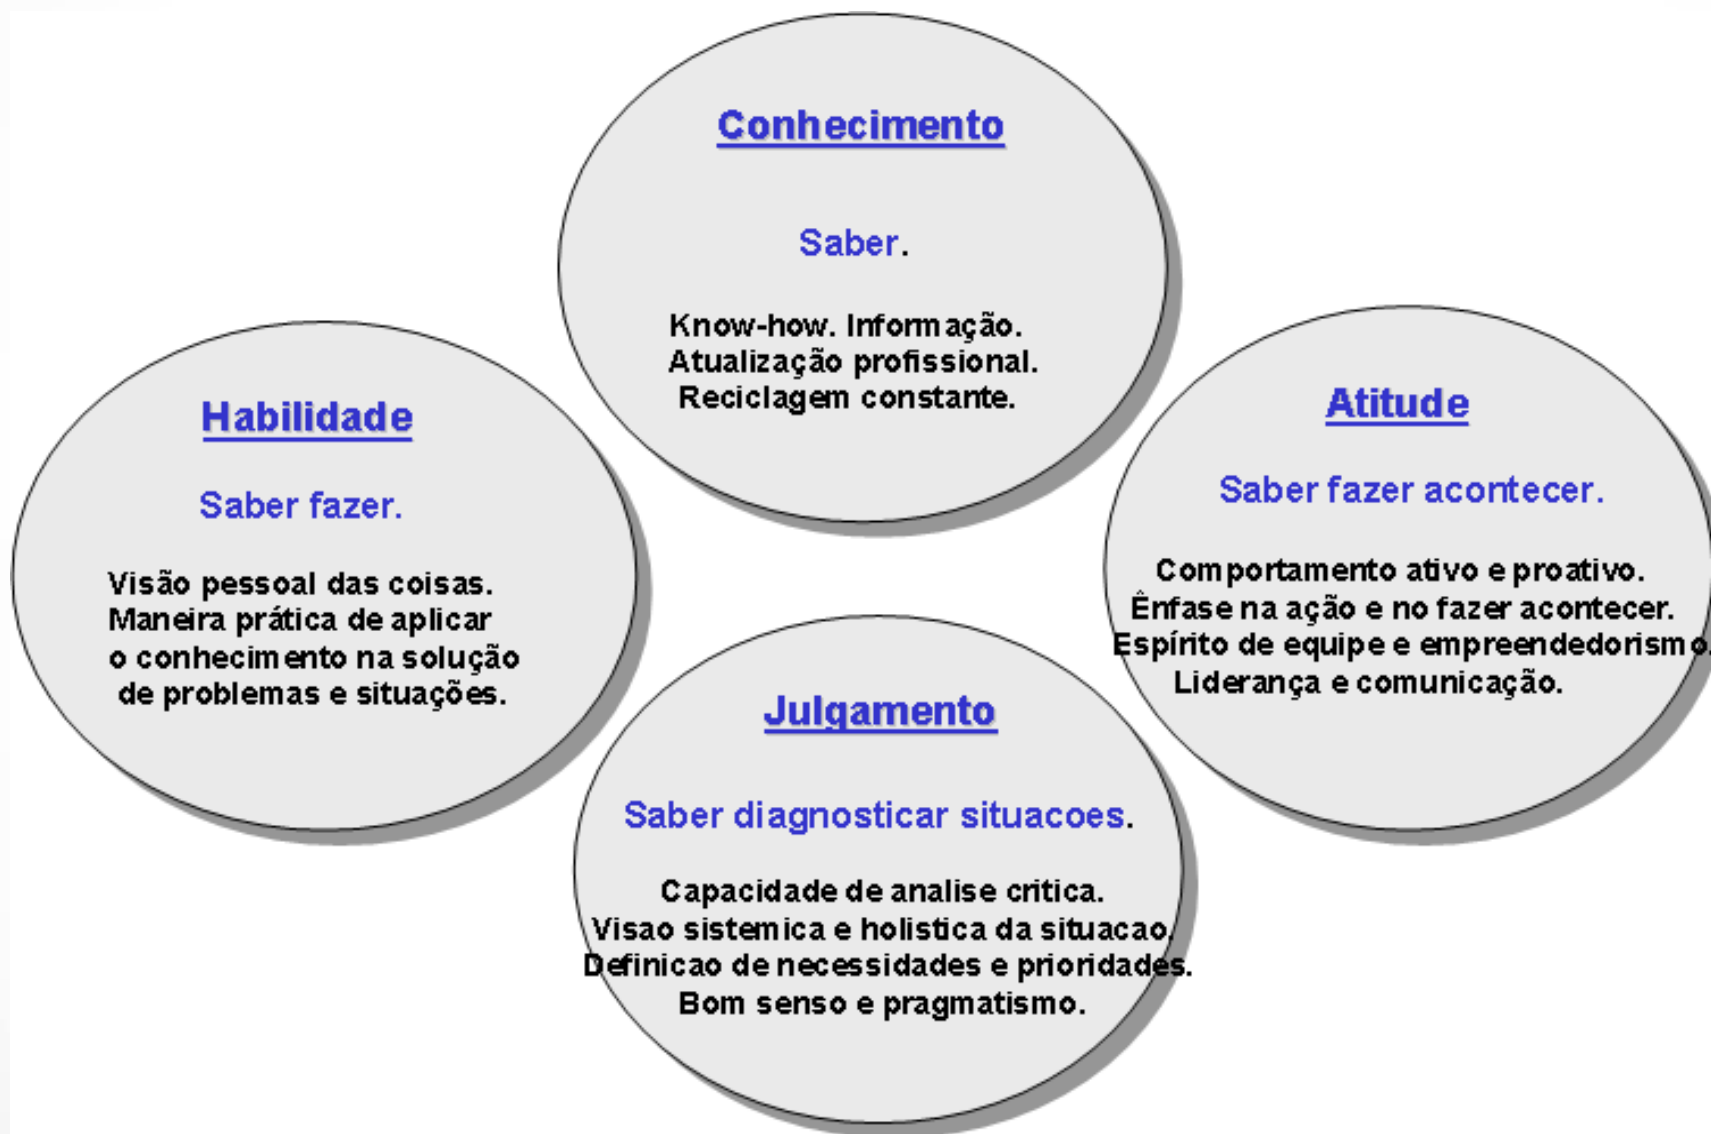 Conhecimento
Saber.
Know-how. Informação.
Atualização profissional.
Reciclagem constante.
Habilidade
Saber fazer.
Visão pessoal das coisas.
Maneira prática de aplicar
o conhecimento na solução
de problemas e situações.
Atitude
Saber fazer acontecer.
Comportamento ativo e proativo.
Ênfase na ação e no fazer acontecer.
Espírito de equipe e empreendedorismo.
Liderança e comunicação.
Julgamento
Saber diagnosticar situacoes.
Capacidade de analise critica.
Visao sistemica e holistica da situacao.
Definicao de necessidades e prioridades.
Bom senso e pragmatismo.